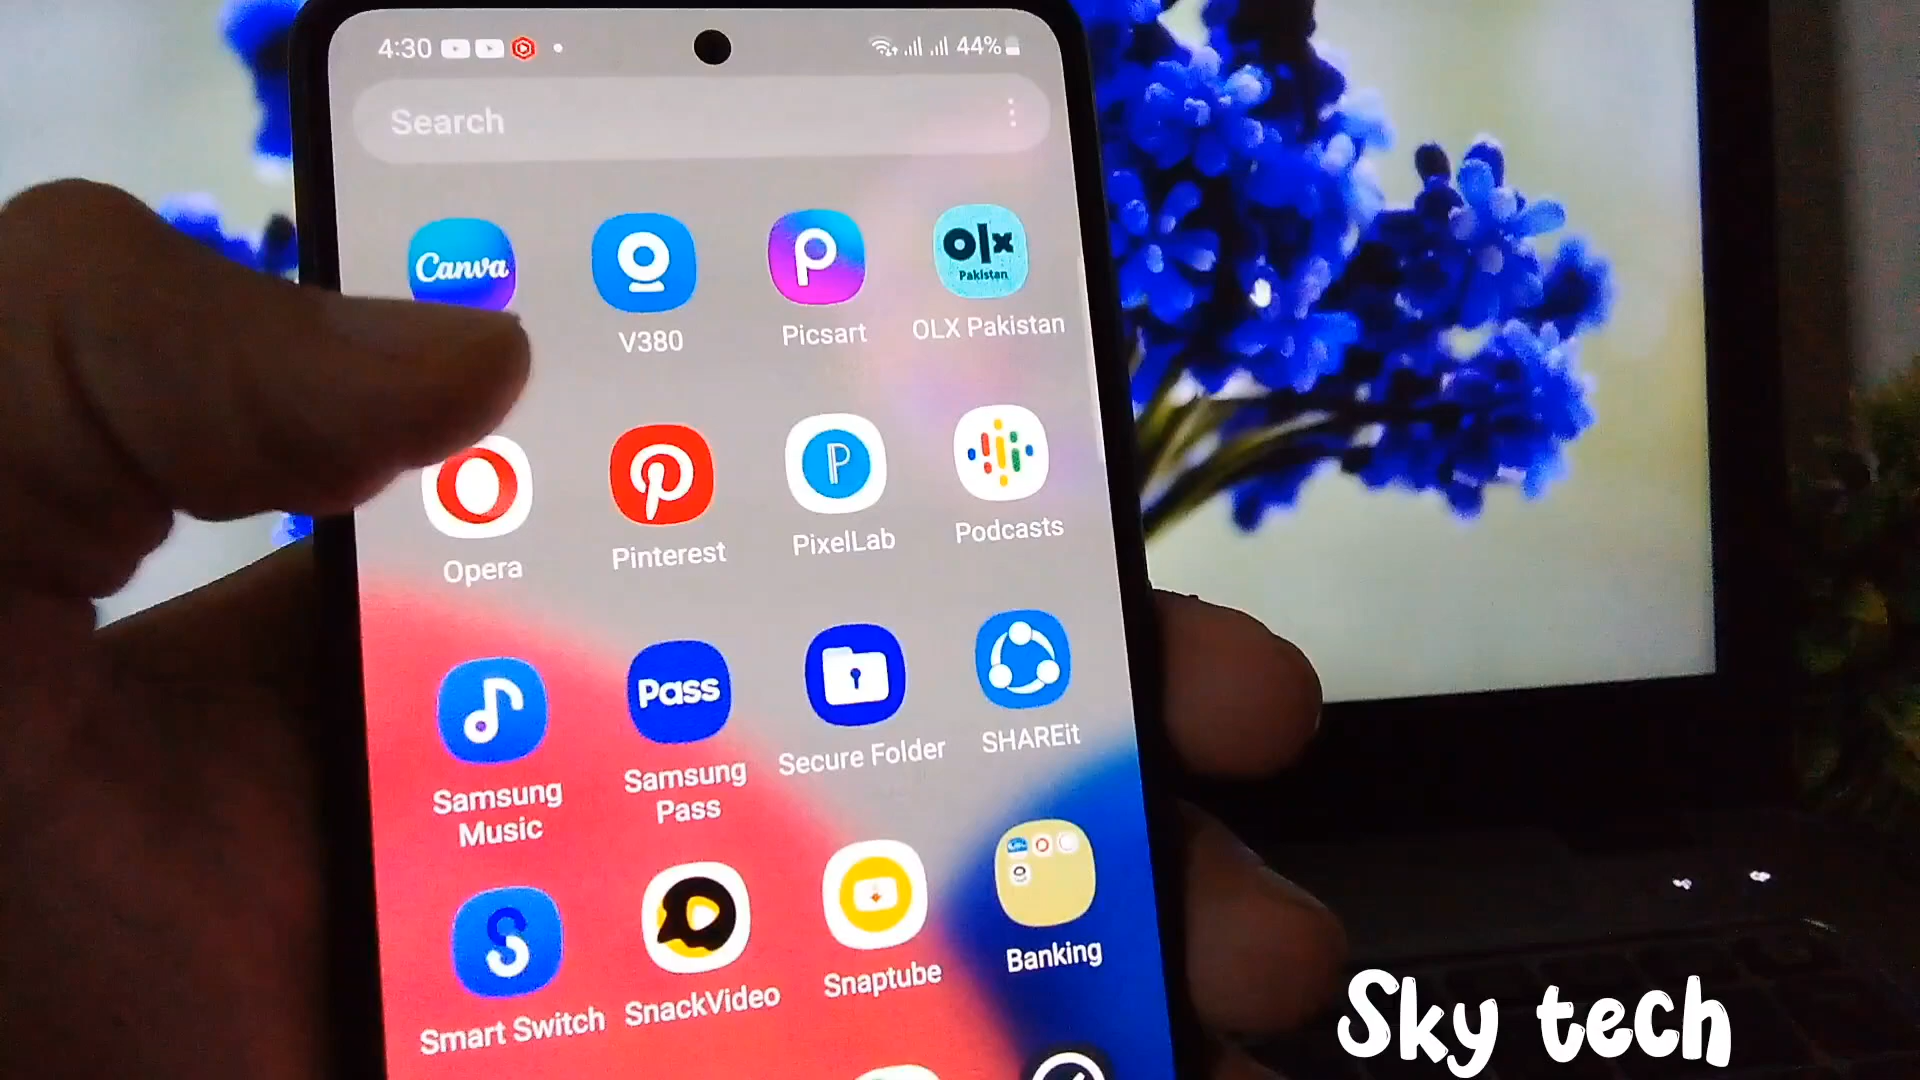 4:30
44%
Search
Canva
V380
Picsart
olx
Pakistan
OLX Pakistan
Opera
Pinterest
PixelLab
Podcasts
Samsung
Music
Pass
Samsung
Pass
Secure Folder
SHAREit
Smart Switch
SnackVideo
Snaptube
Banking
Sky tech